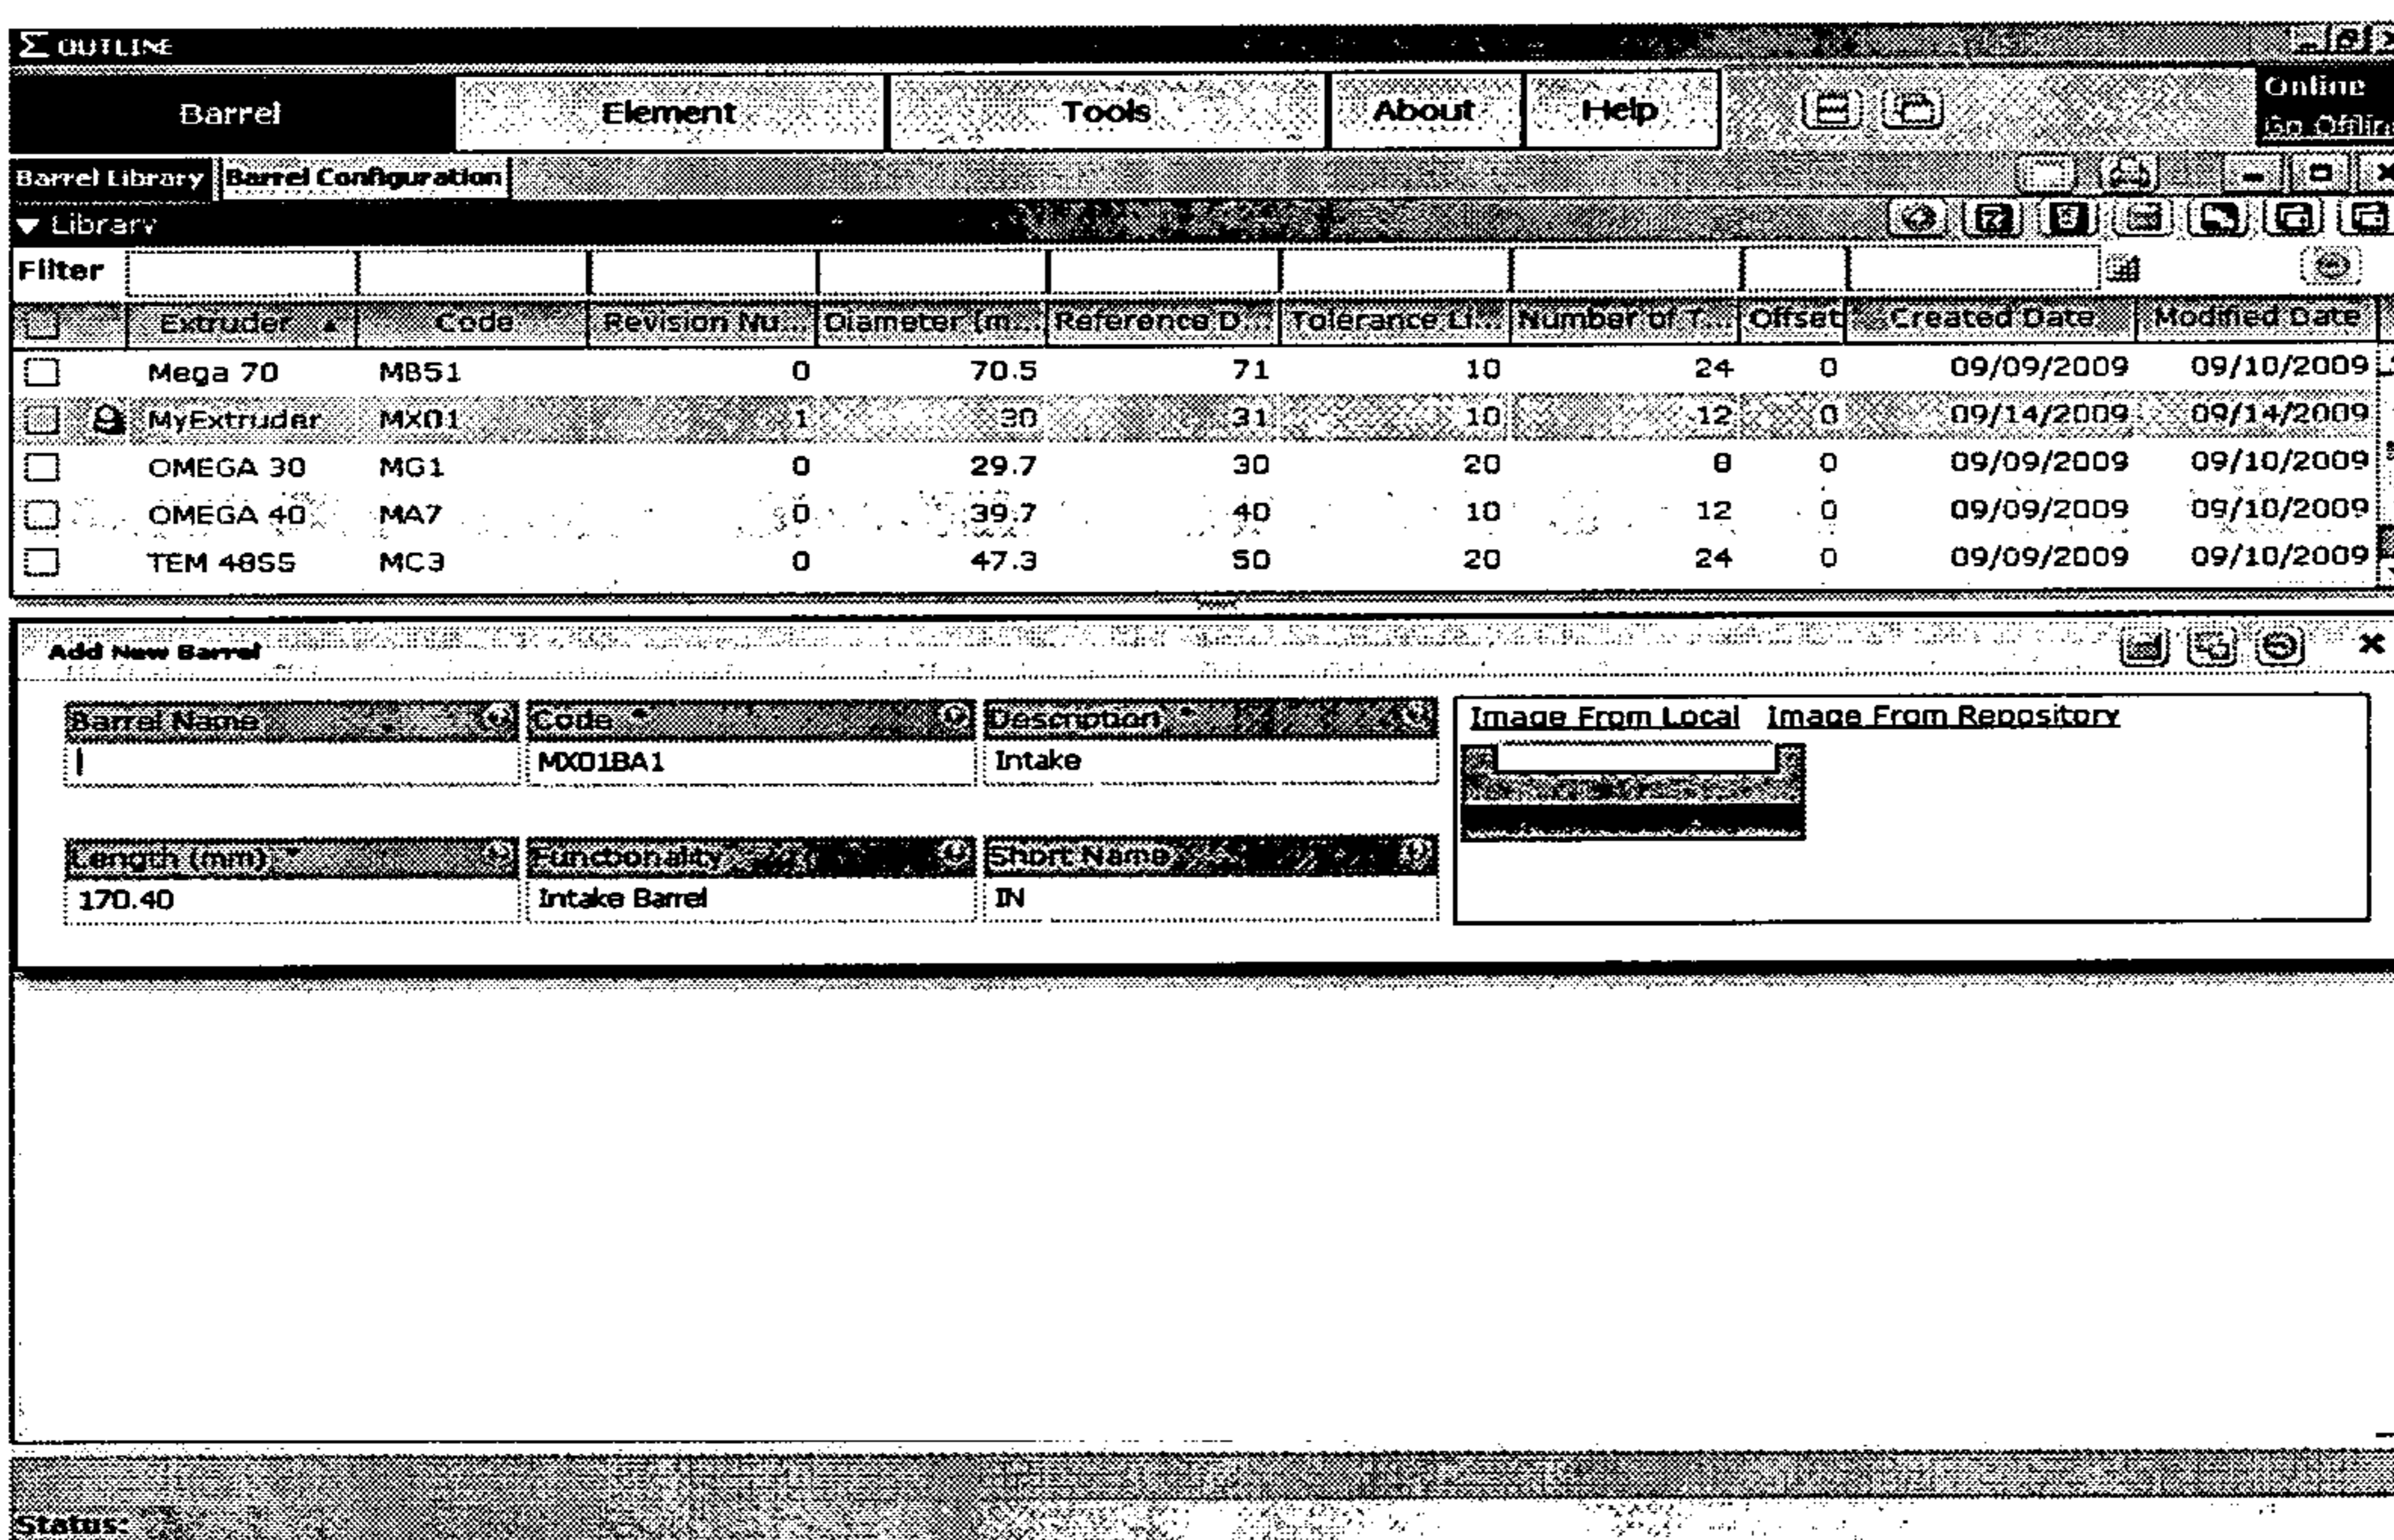 Σ OUTLINE
Barrel Element Tools About Help Online
Go Offline
Barrel Library Barrel Configuration
▼ Library
Filter
Extruder ▲ Code Revision Nu... Diameter (m... Reference D... Tolerance Li... Number of T... Offset Created Date Modified Date
Mega 70 MB51 0 70.5 71 10 24 0 09/09/2009 09/10/2009
MyExtruder MX01 1 30 31 10 12 0 09/14/2009 09/14/2009
OMEGA 30 MG1 0 29.7 30 20 8 0 09/09/2009 09/10/2009
OMEGA 40 MA7 0 39.7 40 10 12 0 09/09/2009 09/10/2009
TEM 48SS MC3 0 47.3 50 20 24 0 09/09/2009 09/10/2009
Add New Barrel
Barrel Name Code * Description * Image From Local Image From Repository
MX01BA1 Intake
Length (mm) * Functionality Short Name
170.40 Intake Barrel IN
Status: